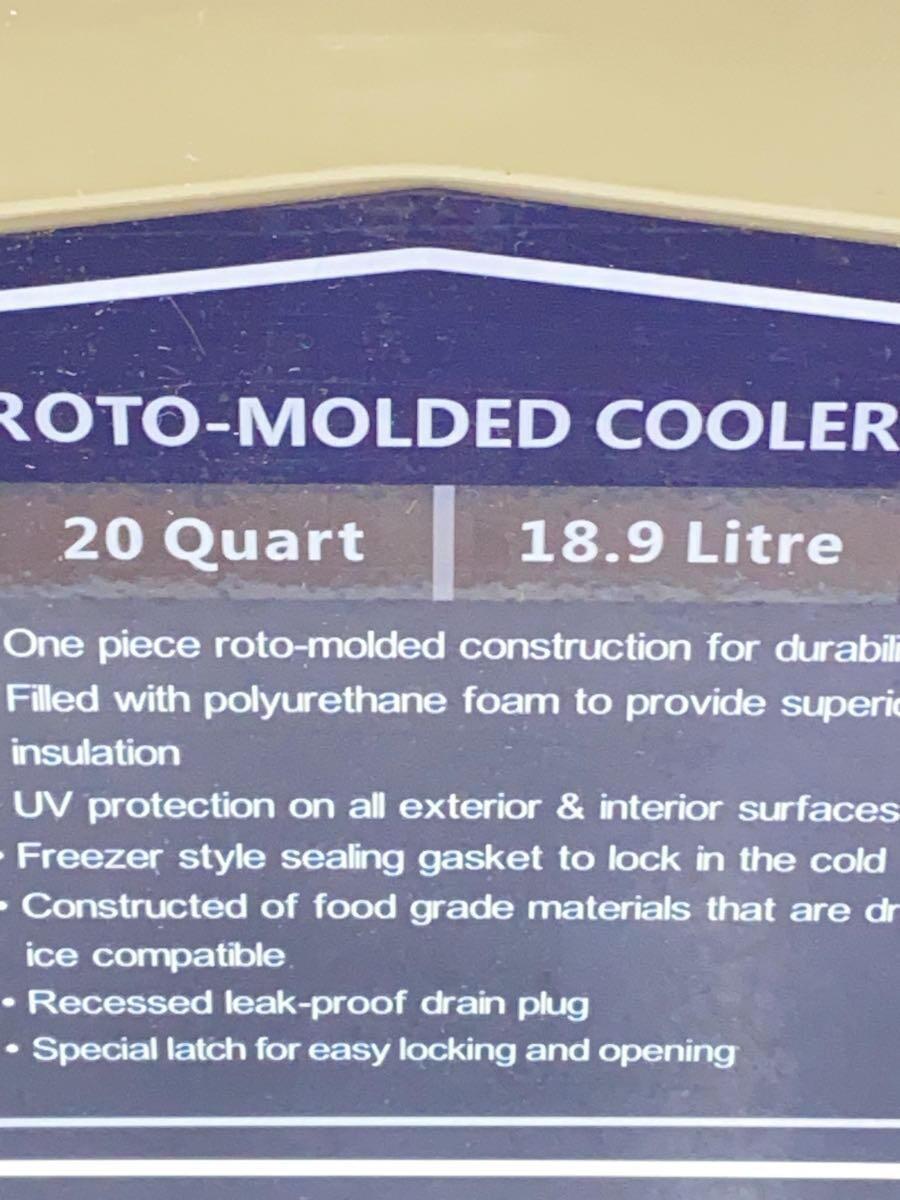 ROTO-MOLDED COOLER
20 Quart 18.9 Litre
One piece roto-molded construction for durabili
Filled with polyurethane foam to provide superio
insulation
UV protection on all exterior & interior surfaces
• Freezer style sealing gasket to lock in the cold
• Constructed of food grade materials that are dr
ice compatible
• Recessed leak-proof drain plug
• Special latch for easy locking and opening